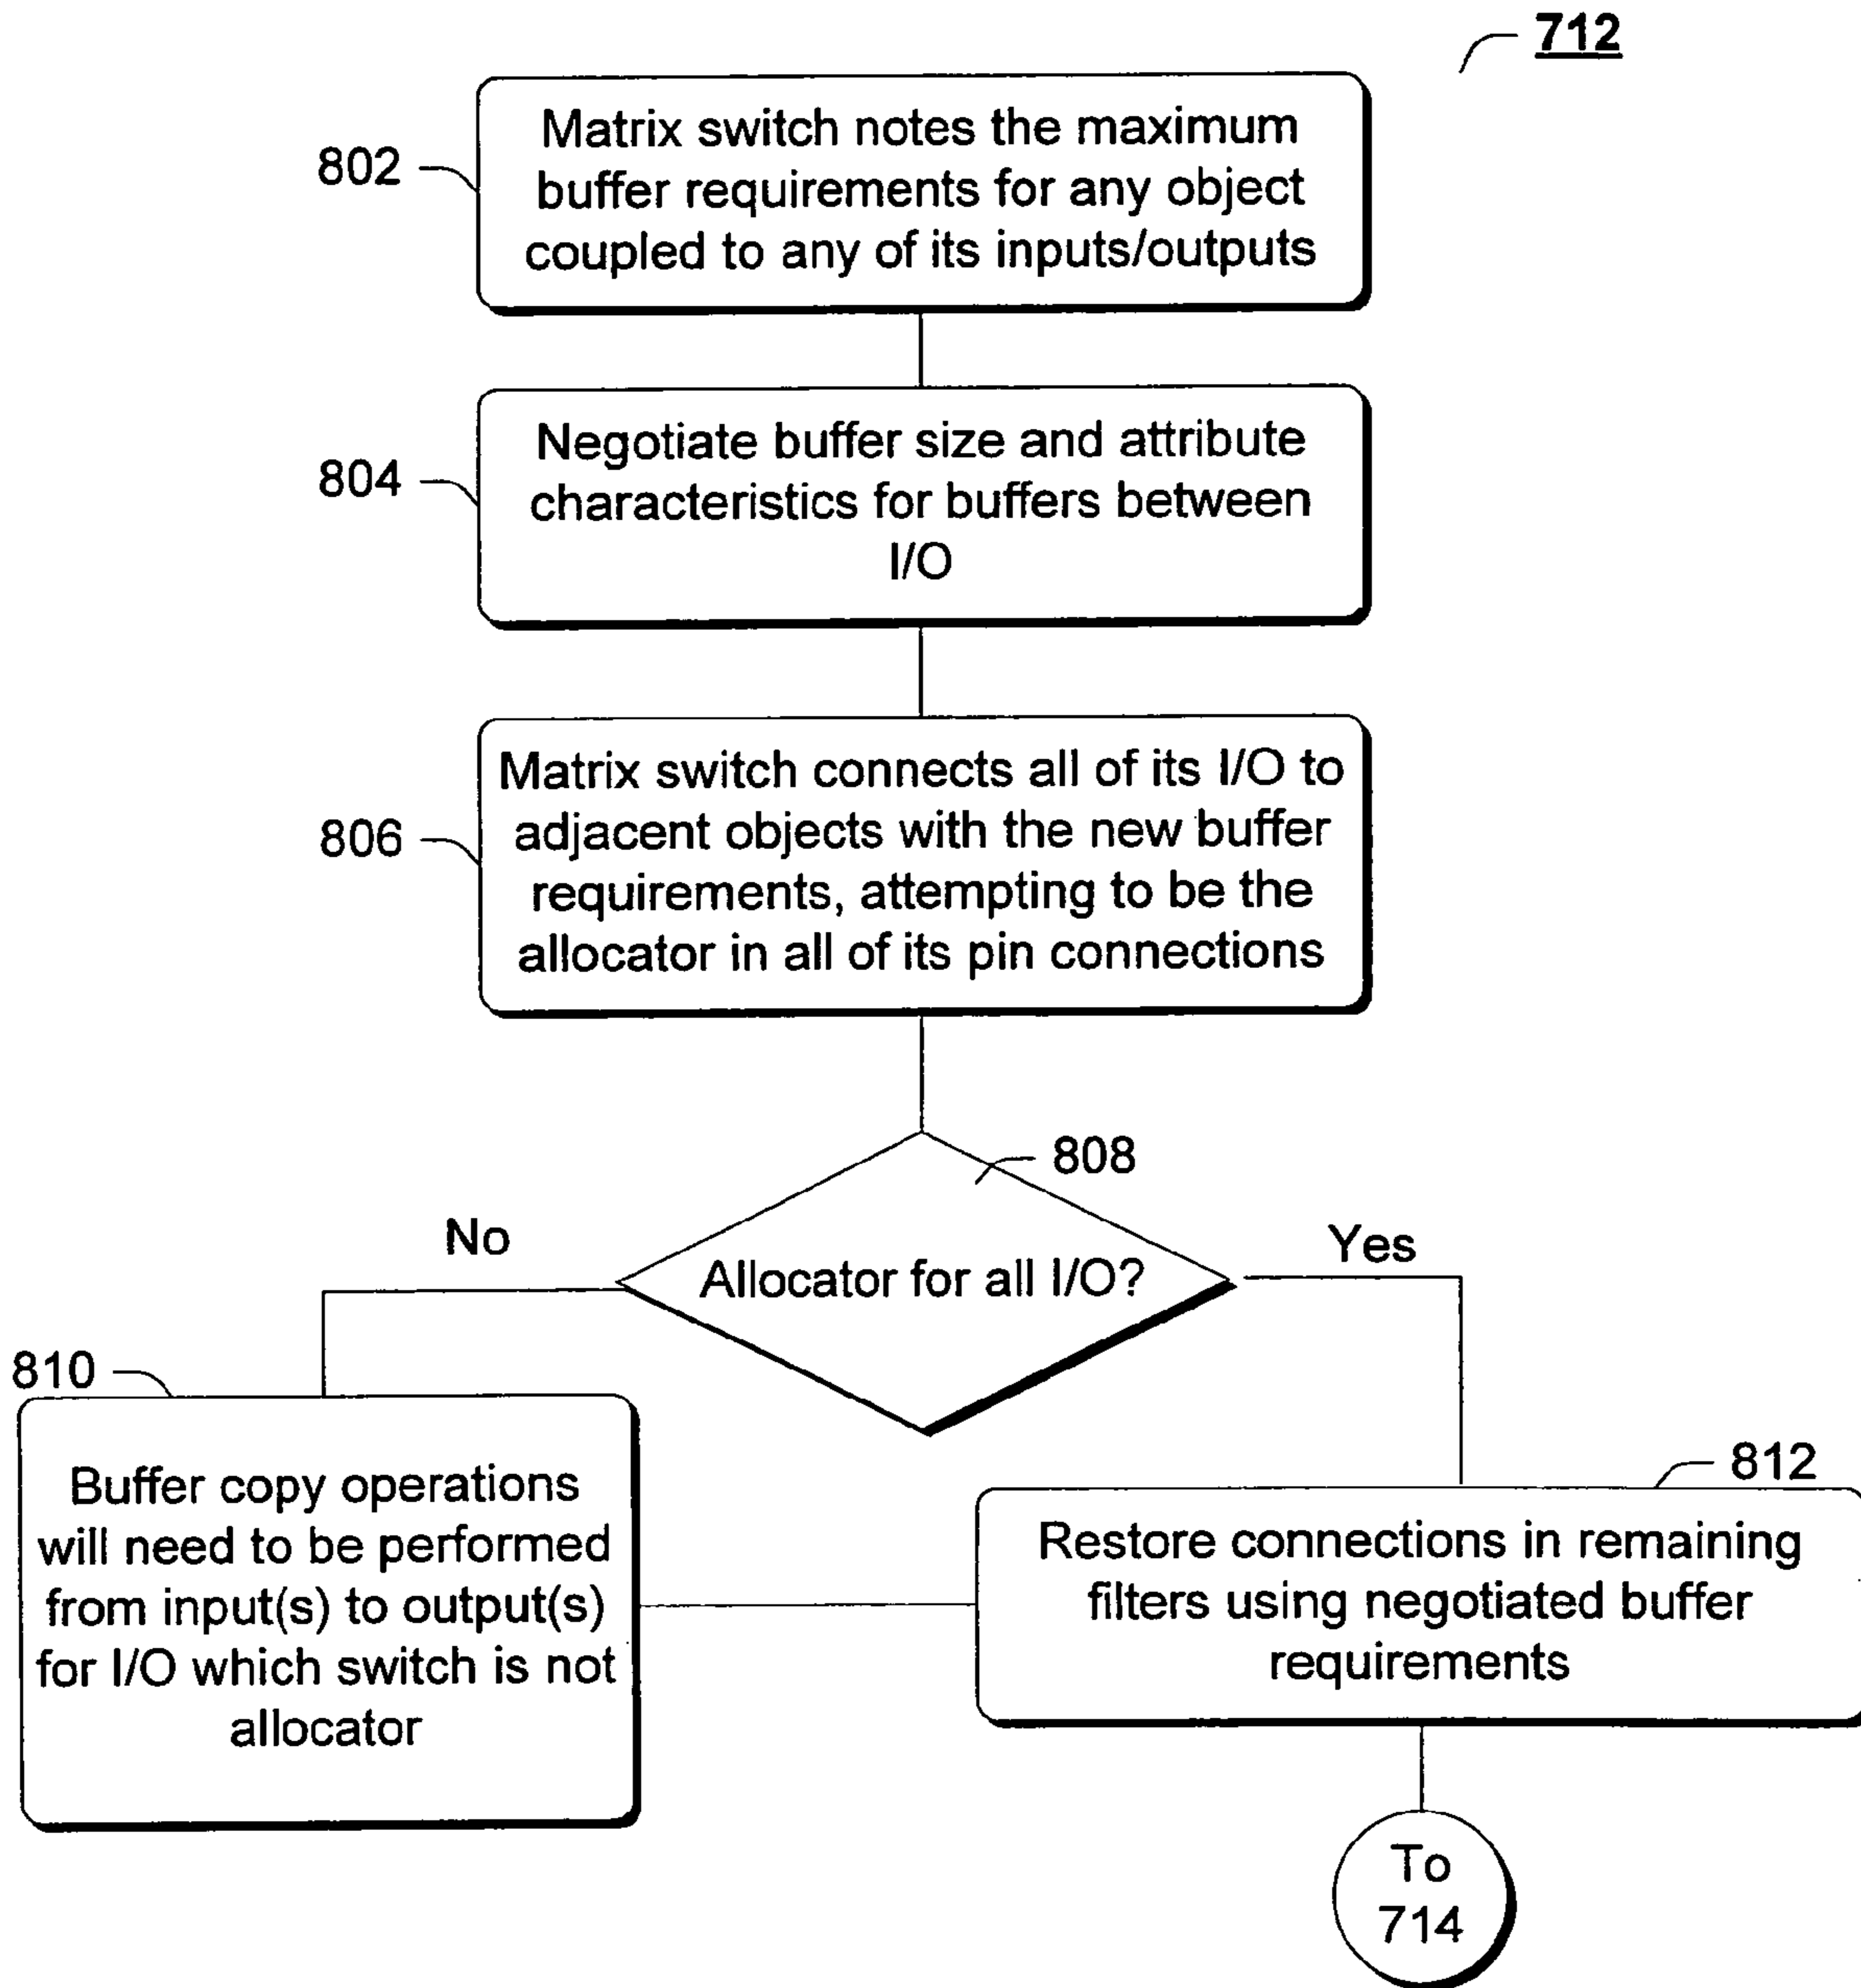 712
802
Matrix switch notes the maximum
buffer requirements for any object
coupled to any of its inputs/outputs
804
Negotiate buffer size and attribute
characteristics for buffers between
I/O
806
Matrix switch connects all of its I/O to
adjacent objects with the new buffer
requirements, attempting to be the
allocator in all of its pin connections
808
No
Yes
Allocator for all I/O?
810
Buffer copy operations
will need to be performed
from input(s) to output(s)
for I/O which switch is not
allocator
812
Restore connections in remaining
filters using negotiated buffer
requirements
To
714